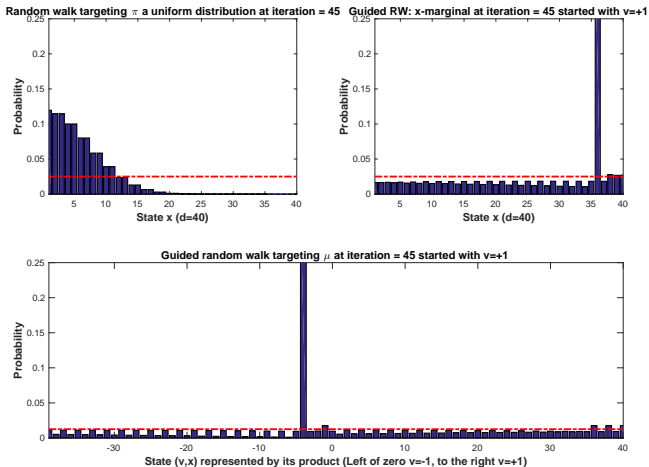 Random walk targeting π a uniform distribution at iteration = 45
Guided RW: x-marginal at iteration = 45 started with v=+1
0.25
0.2
0.15
0.1
0.05
0
Probability
5 10 15 20 25 30 35 40
State x (d=40)
0.25
0.2
0.15
0.1
0.05
0
Probability
5 10 15 20 25 30 35 40
State x (d=40)
Guided random walk targeting μ at iteration = 45 started with v=+1
0.25
0.2
0.15
0.1
0.05
0
Probability
-30 -20 -10 0 10 20 30 40
State (v,x) represented by its product (Left of zero v=-1, to the right v=+1)